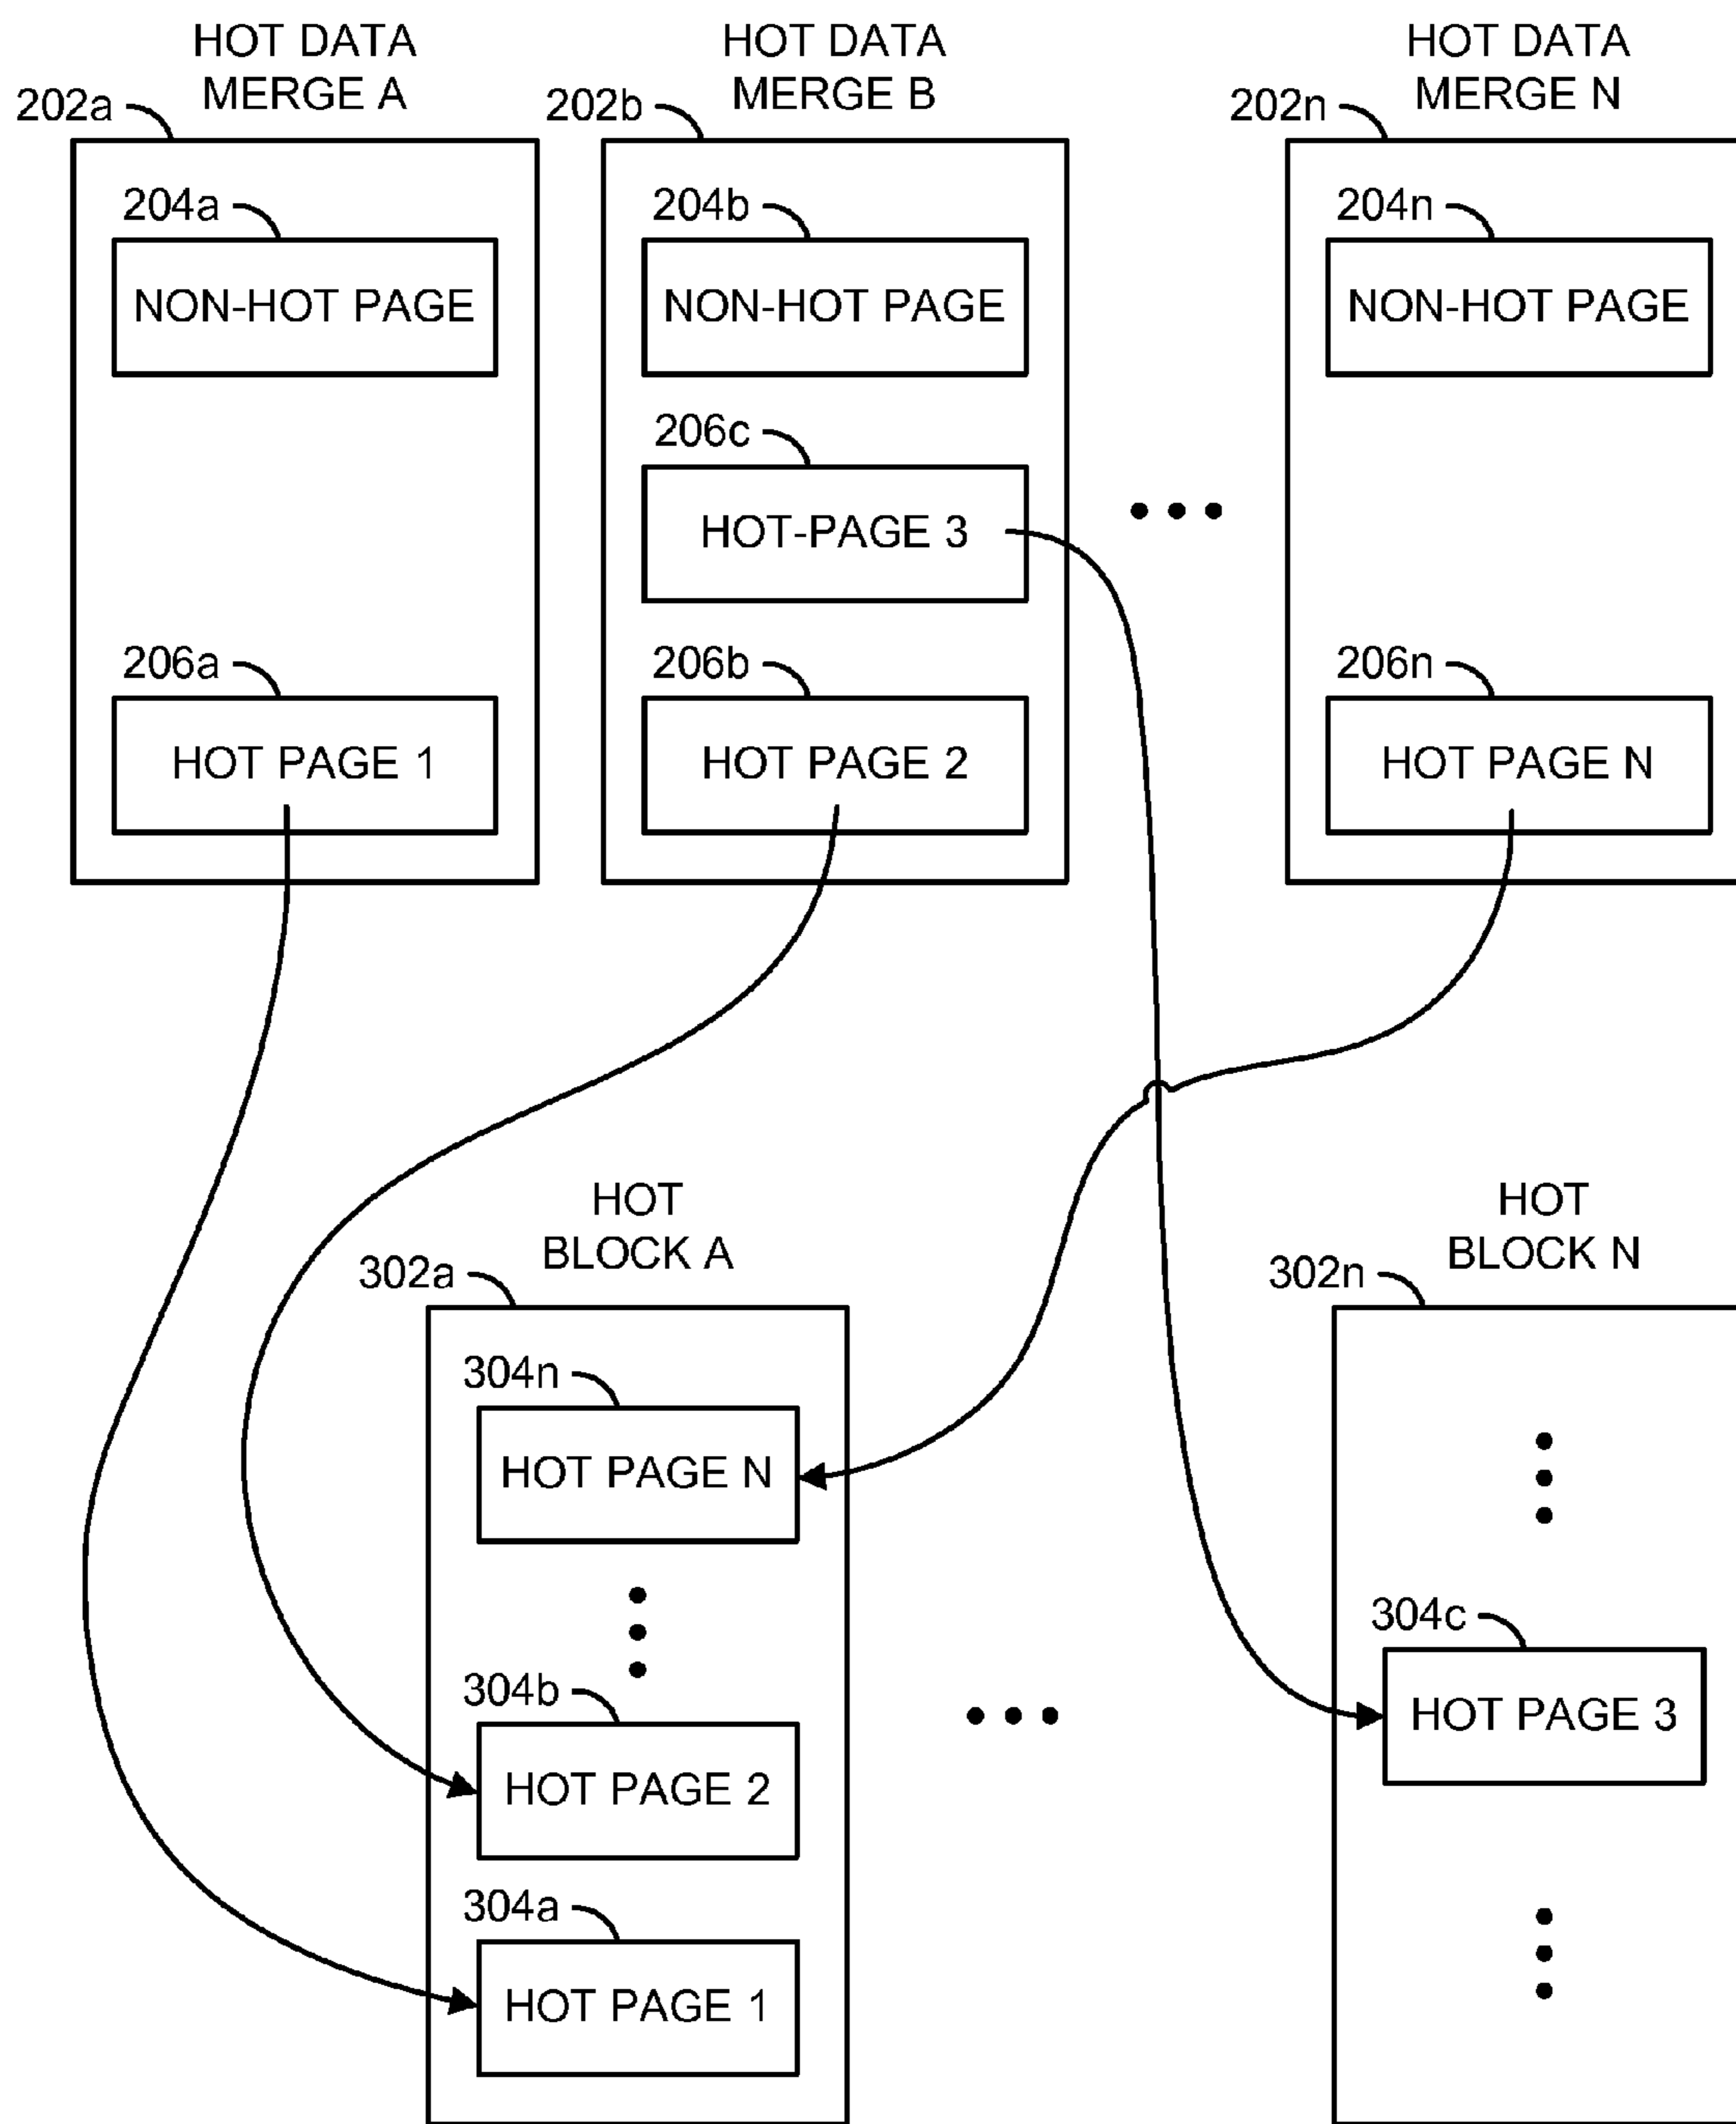 HOT DATA
MERGE A
HOT DATA
MERGE B
HOT DATA
MERGE N
202a
202b
202n
204a
204b
204n
NON-HOT PAGE
NON-HOT PAGE
NON-HOT PAGE
206c
HOT-PAGE 3
206a
206b
206n
HOT PAGE 1
HOT PAGE 2
HOT PAGE N
HOT
BLOCK A
HOT
BLOCK N
302a
302n
304n
HOT PAGE N
304c
HOT PAGE 3
304b
HOT PAGE 2
304a
HOT PAGE 1